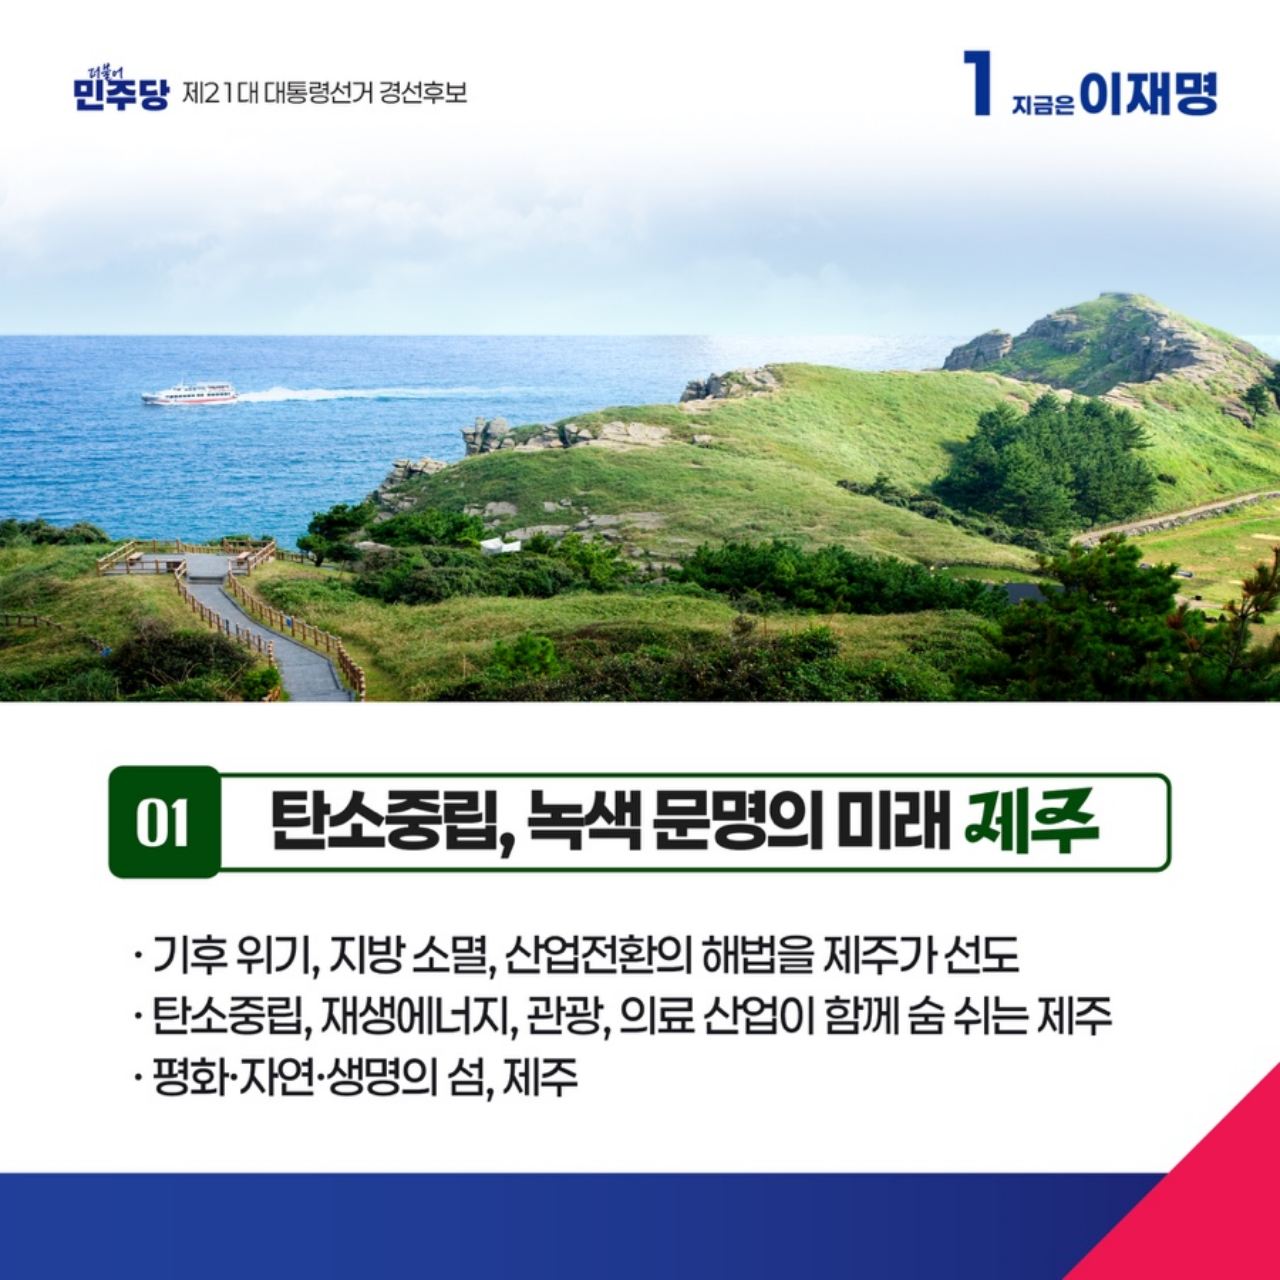 더불어
민주당 제21대 대통령선거 경선후보
1 지금은 이재명
01 탄소중립, 녹색 문명의 미래 제주
· 기후 위기, 지방 소멸, 산업전환의 해법을 제주가 선도
· 탄소중립, 재생에너지, 관광, 의료 산업이 함께 숨 쉬는 제주
· 평화·자연·생명의 섬, 제주